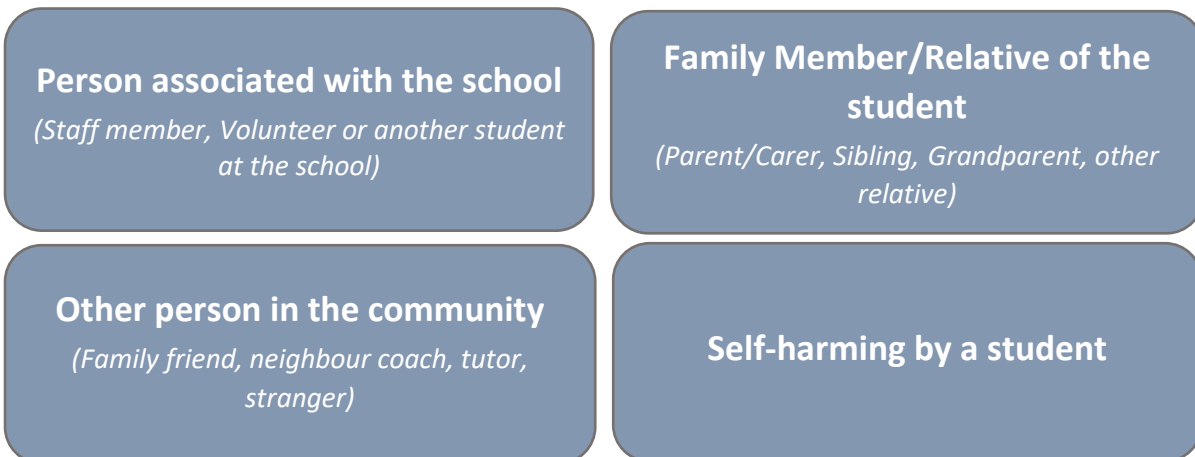 Person associated with the school
(Staff member, Volunteer or another student
at the school)
Family Member/Relative of the
student
(Parent/Carer, Sibling, Grandparent, other
relative)
Other person in the community
(Family friend, neighbour coach, tutor,
stranger)
Self-harming by a student